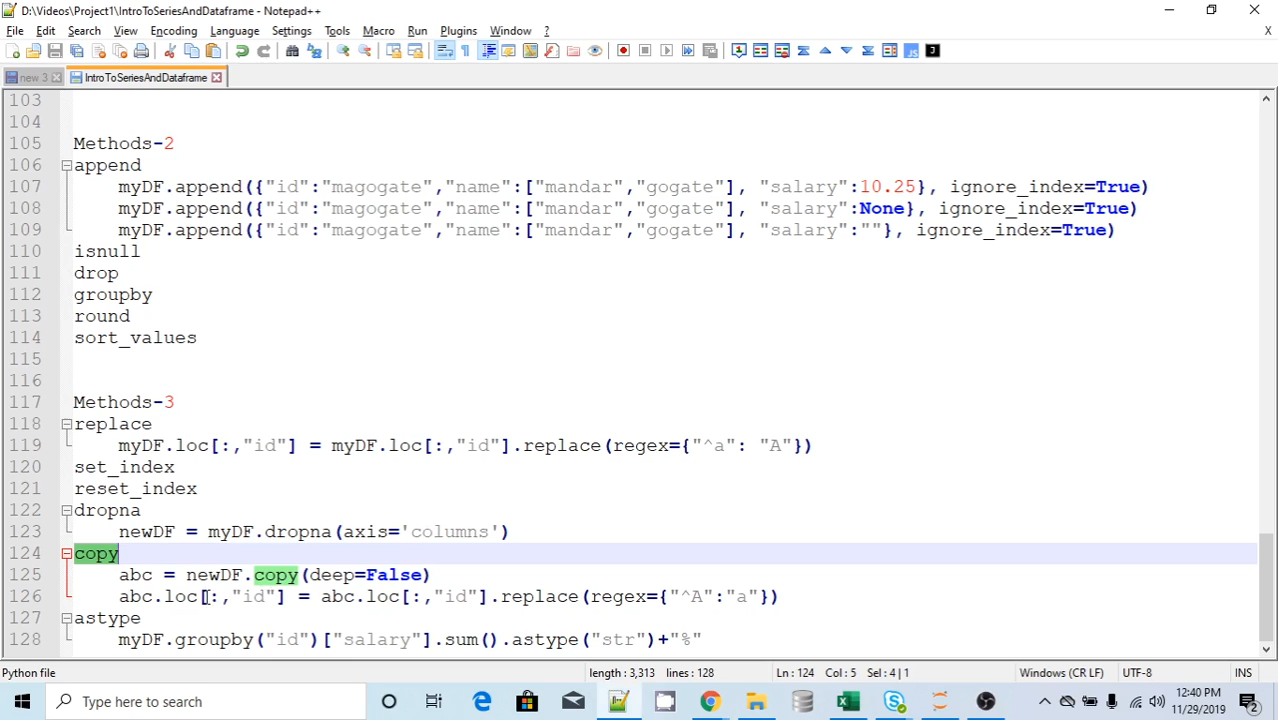 D:\Videos\Project1\IntroToSeriesAndDataframe - Notepad++
File Edit Search View Encoding Language Settings Tools Macro Run Plugins Window ? X
new 3 IntroToSeriesAndDataframe
103
104
105 Methods-2
106 append
107 myDF.append({"id":"magogate","name":["mandar","gogate"], "salary":10.25}, ignore_index=True)
108 myDF.append({"id":"magogate","name":["mandar","gogate"], "salary":None}, ignore_index=True)
109 myDF.append({"id":"magogate","name":["mandar","gogate"], "salary":""}, ignore_index=True)
110 isnull
111 drop
112 groupby
113 round
114 sort_values
115
116
117 Methods-3
118 replace
119 myDF.loc[:,"id"] = myDF.loc[:,"id"].replace(regex={"^a": "A"})
120 set_index
121 reset_index
122 dropna
123 newDF = myDF.dropna(axis='columns')
124 copy
125 abc = newDF.copy(deep=False)
126 abc.loc[:,"id"] = abc.loc[:,"id"].replace(regex={"^A":"a"})
127 astype
128 myDF.groupby("id")["salary"].sum().astype("str")+"%"
Python file length : 3,313 lines : 128 Ln : 124 Col : 5 Sel : 4 | 1 Windows (CR LF) UTF-8 INS
Type here to search
12:40 PM
11/29/2019
2